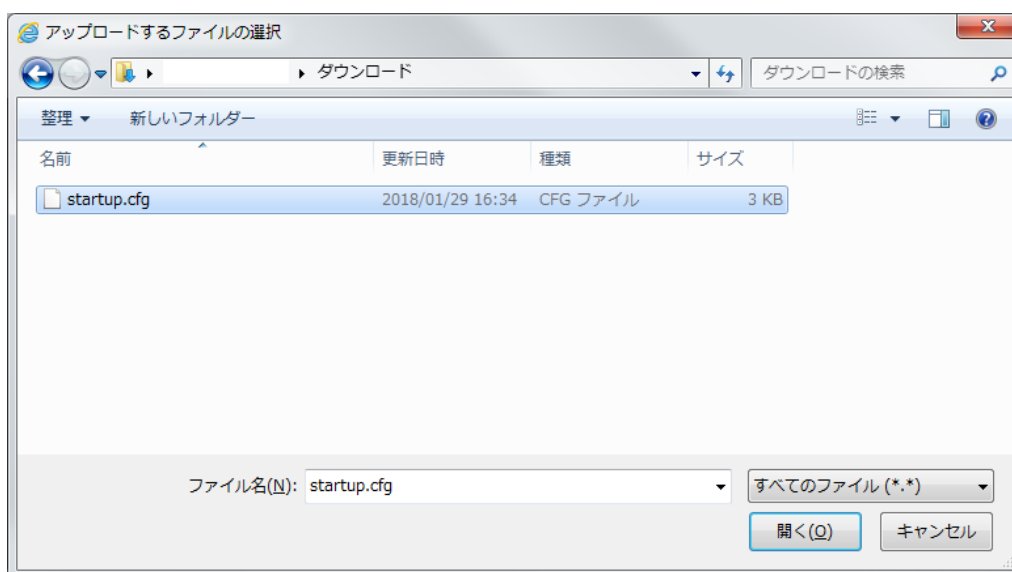 アップロードするファイルの選択
ダウンロード ダウンロードの検索
整理 新しいフォルダー
名前 更新日時 種類 サイズ
startup.cfg 2018/01/29 16:34 CFG ファイル 3 KB
ファイル名(N): startup.cfg すべてのファイル (*.*)
開く(O) キャンセル